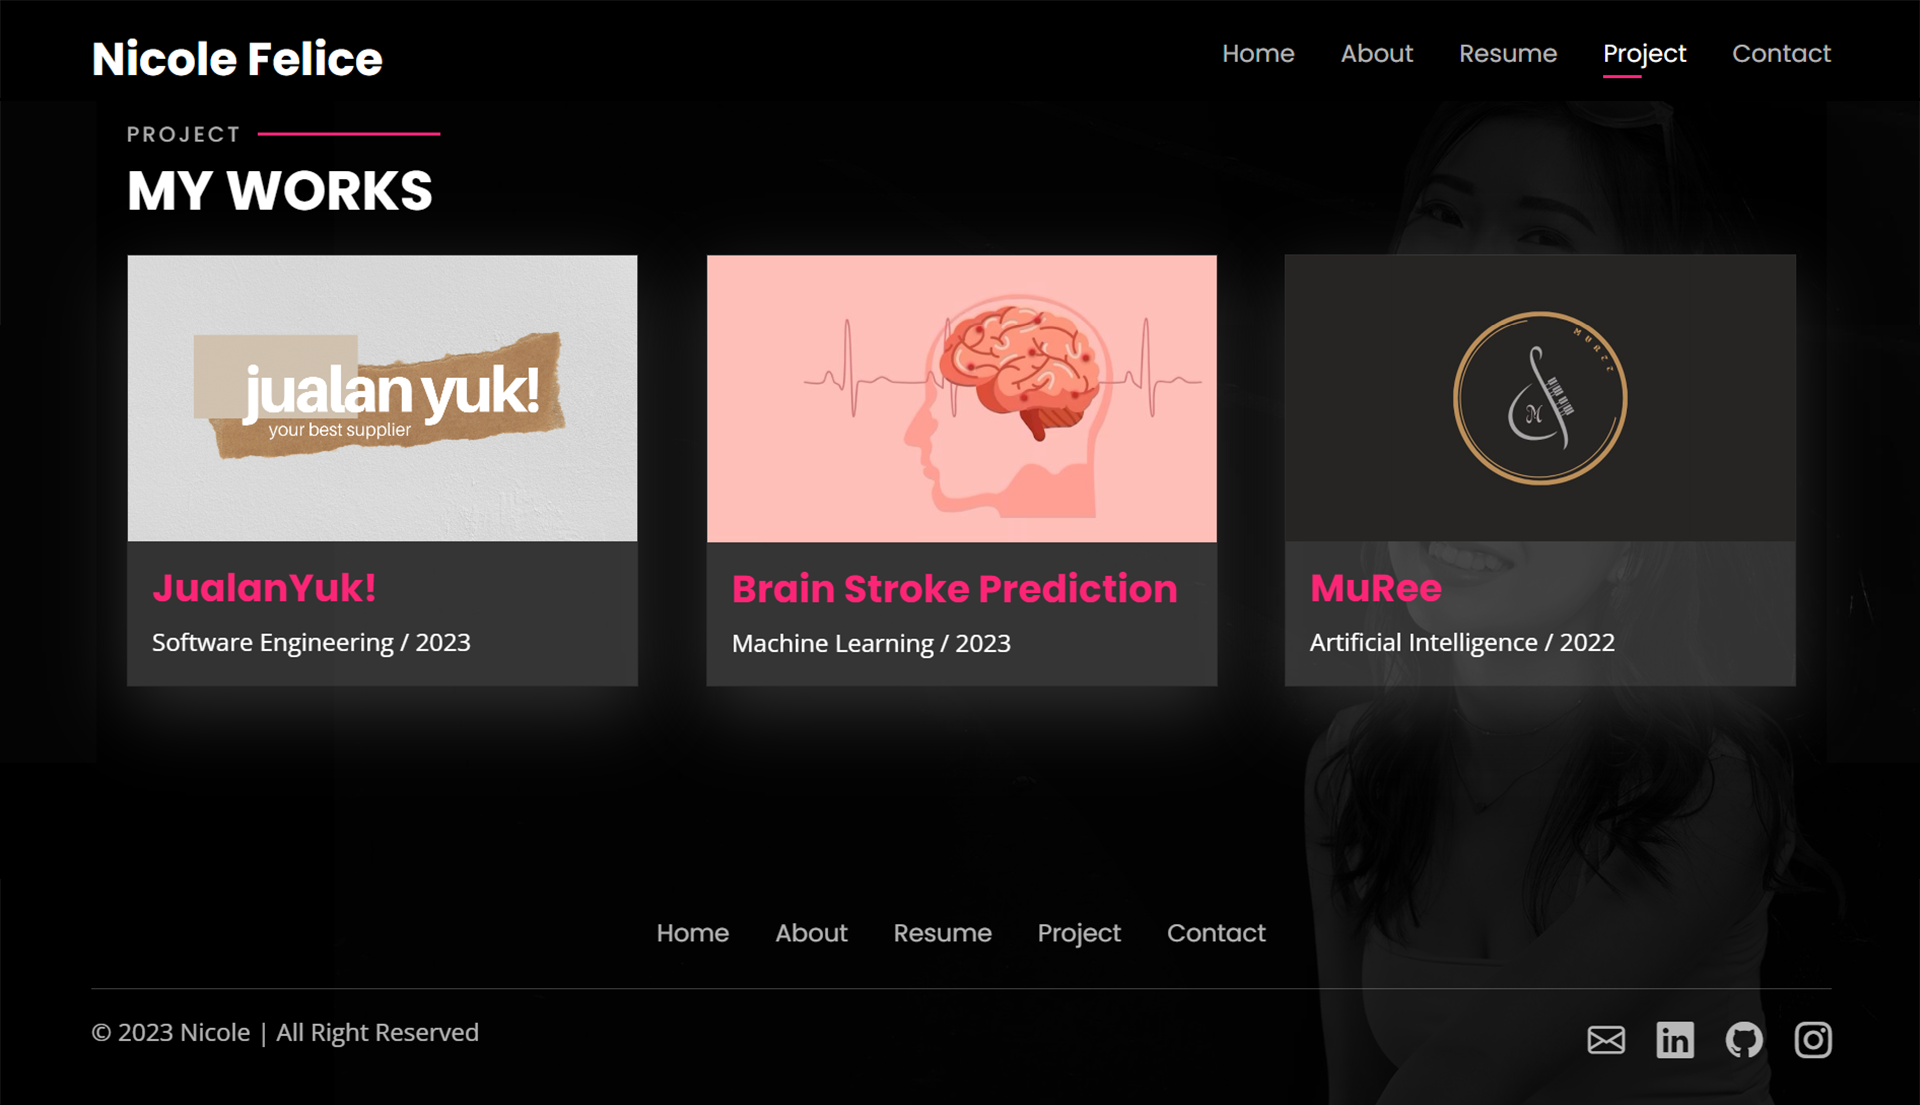 Nicole Felice
Home About Resume Project Contact
PROJECT
MY WORKS
jualan yuk!
your best supplier
JualanYuk!
Software Engineering / 2023
Brain Stroke Prediction
Machine Learning / 2023
M
MuRee
Artificial Intelligence / 2022
Home About Resume Project Contact
© 2023 Nicole | All Right Reserved
in